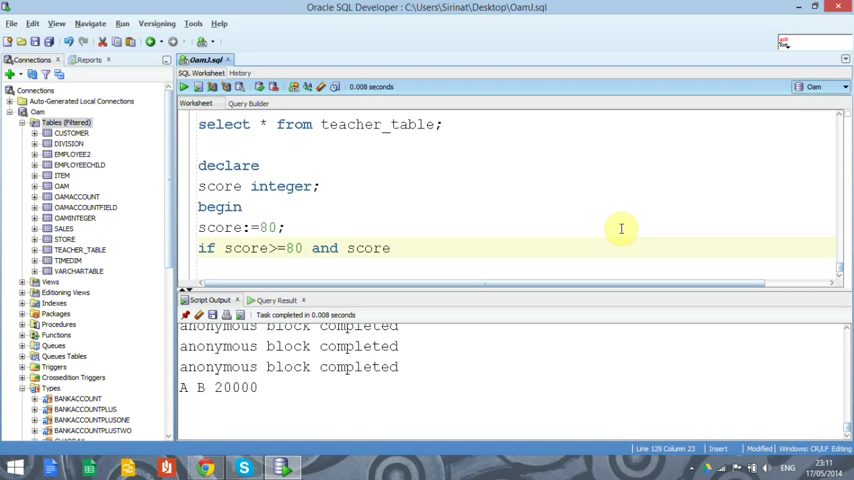 Oracle SQL Developer : C:\Users\Sirinat\Desktop\OamJ.sql
File Edit View Navigate Run Versioning Tools Help
Connections Reports OamJ.sql
SQL Worksheet History
0.008 seconds Oam
Worksheet Query Builder
Connections
Auto-Generated Local Connections
Oam
Tables (Filtered)
CUSTOMER
DIVISION
EMPLOYEE2
EMPLOYEECHILD
ITEM
OAM
OAMACCOUNT
OAMACCOUNTFIELD
OAMINTEGER
SALES
STORE
TEACHER_TABLE
TIMEDIM
VARCHARTABLE
Views
Editioning Views
Indexes
Packages
Procedures
Functions
Queues
Queues Tables
Triggers
Crossedition Triggers
Types
BANKACCOUNT
BANKACCOUNTPLUS
BANKACCOUNTPLUSONE
BANKACCOUNTPLUSTWO
select * from teacher_table;
declare
score integer;
begin
score:=80;
if score>=80 and score
Script Output Query Result
Task completed in 0.008 seconds
anonymous block completed
anonymous block completed
anonymous block completed
A B 20000
Line 129 Column 23 Insert Modified Windows: CR/LF Editing
ENG
23:11
17/05/2014